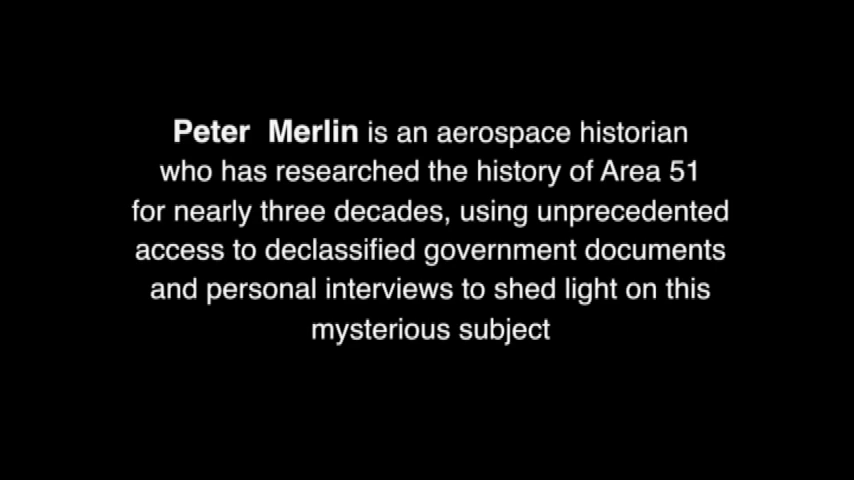 Peter Merlin is an aerospace historian
who has researched the history of Area 51
for nearly three decades, using unprecedented
access to declassified government documents
and personal interviews to shed light on this
mysterious subject